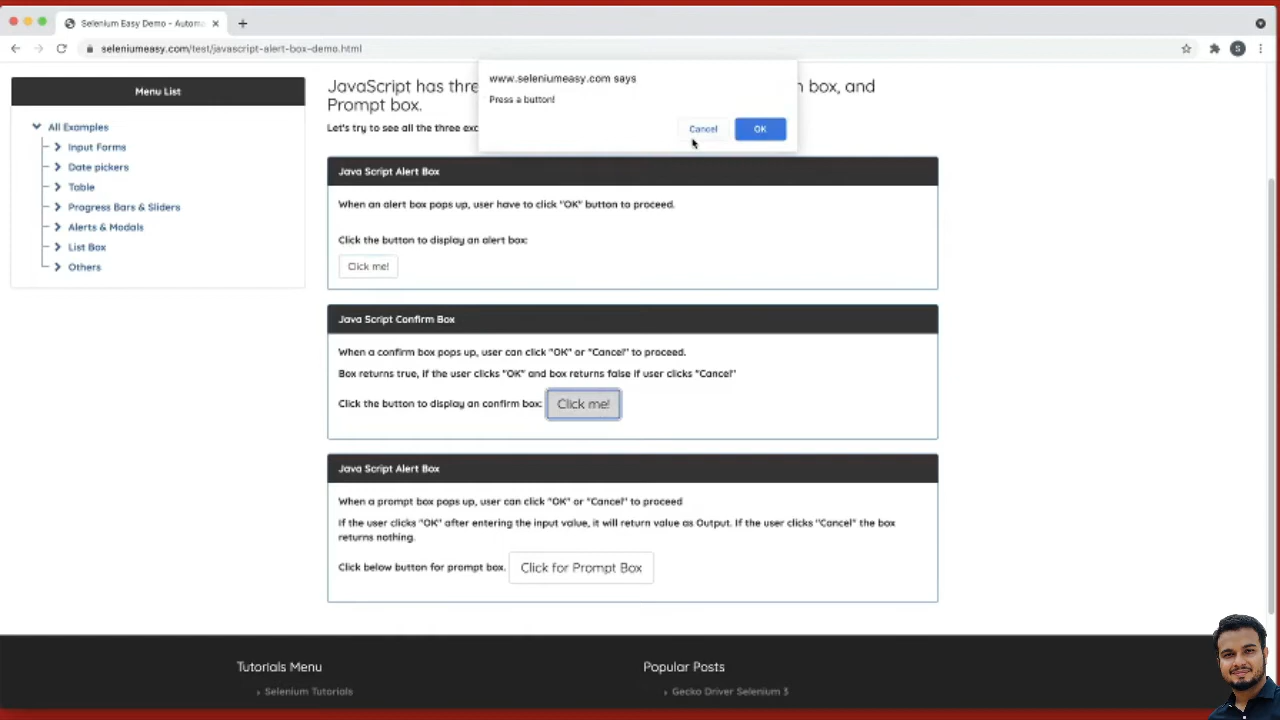 Selenium Easy Demo - Autom
seleniumeasy.com/test/javascript-alert-box-demo.html
S
www.seleniumeasy.com says
Press a button!
Cancel
OK
Menu List
All Examples
Input Forms
Date pickers
Table
Progress Bars & Sliders
Alerts & Modals
List Box
Others
JavaScript has thre
n box, and
Prompt box.
Let's try to see all the three exa
Java Script Alert Box
When an alert box pops up, user have to click "OK" button to proceed.
Click the button to display an alert box:
Click me!
Java Script Confirm Box
When a confirm box pops up, user can click "OK" or "Cancel" to proceed.
Box returns true, if the user clicks "OK" and box returns false if user clicks "Cancel"
Click the button to display an confirm box: Click me!
Java Script Alert Box
When a prompt box pops up, user can click "OK" or "Cancel" to proceed
If the user clicks "OK" after entering the input value, it will return value as Output. If the user clicks "Cancel" the box
returns nothing.
Click below button for prompt box. Click for Prompt Box
Tutorials Menu
Selenium Tutorials
Popular Posts
Gecko Driver Selenium 3